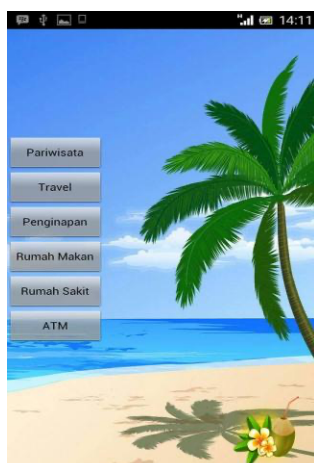 14:11
Pariwisata
Travel
Penginapan
Rumah Makan
Rumah Sakit
ATM